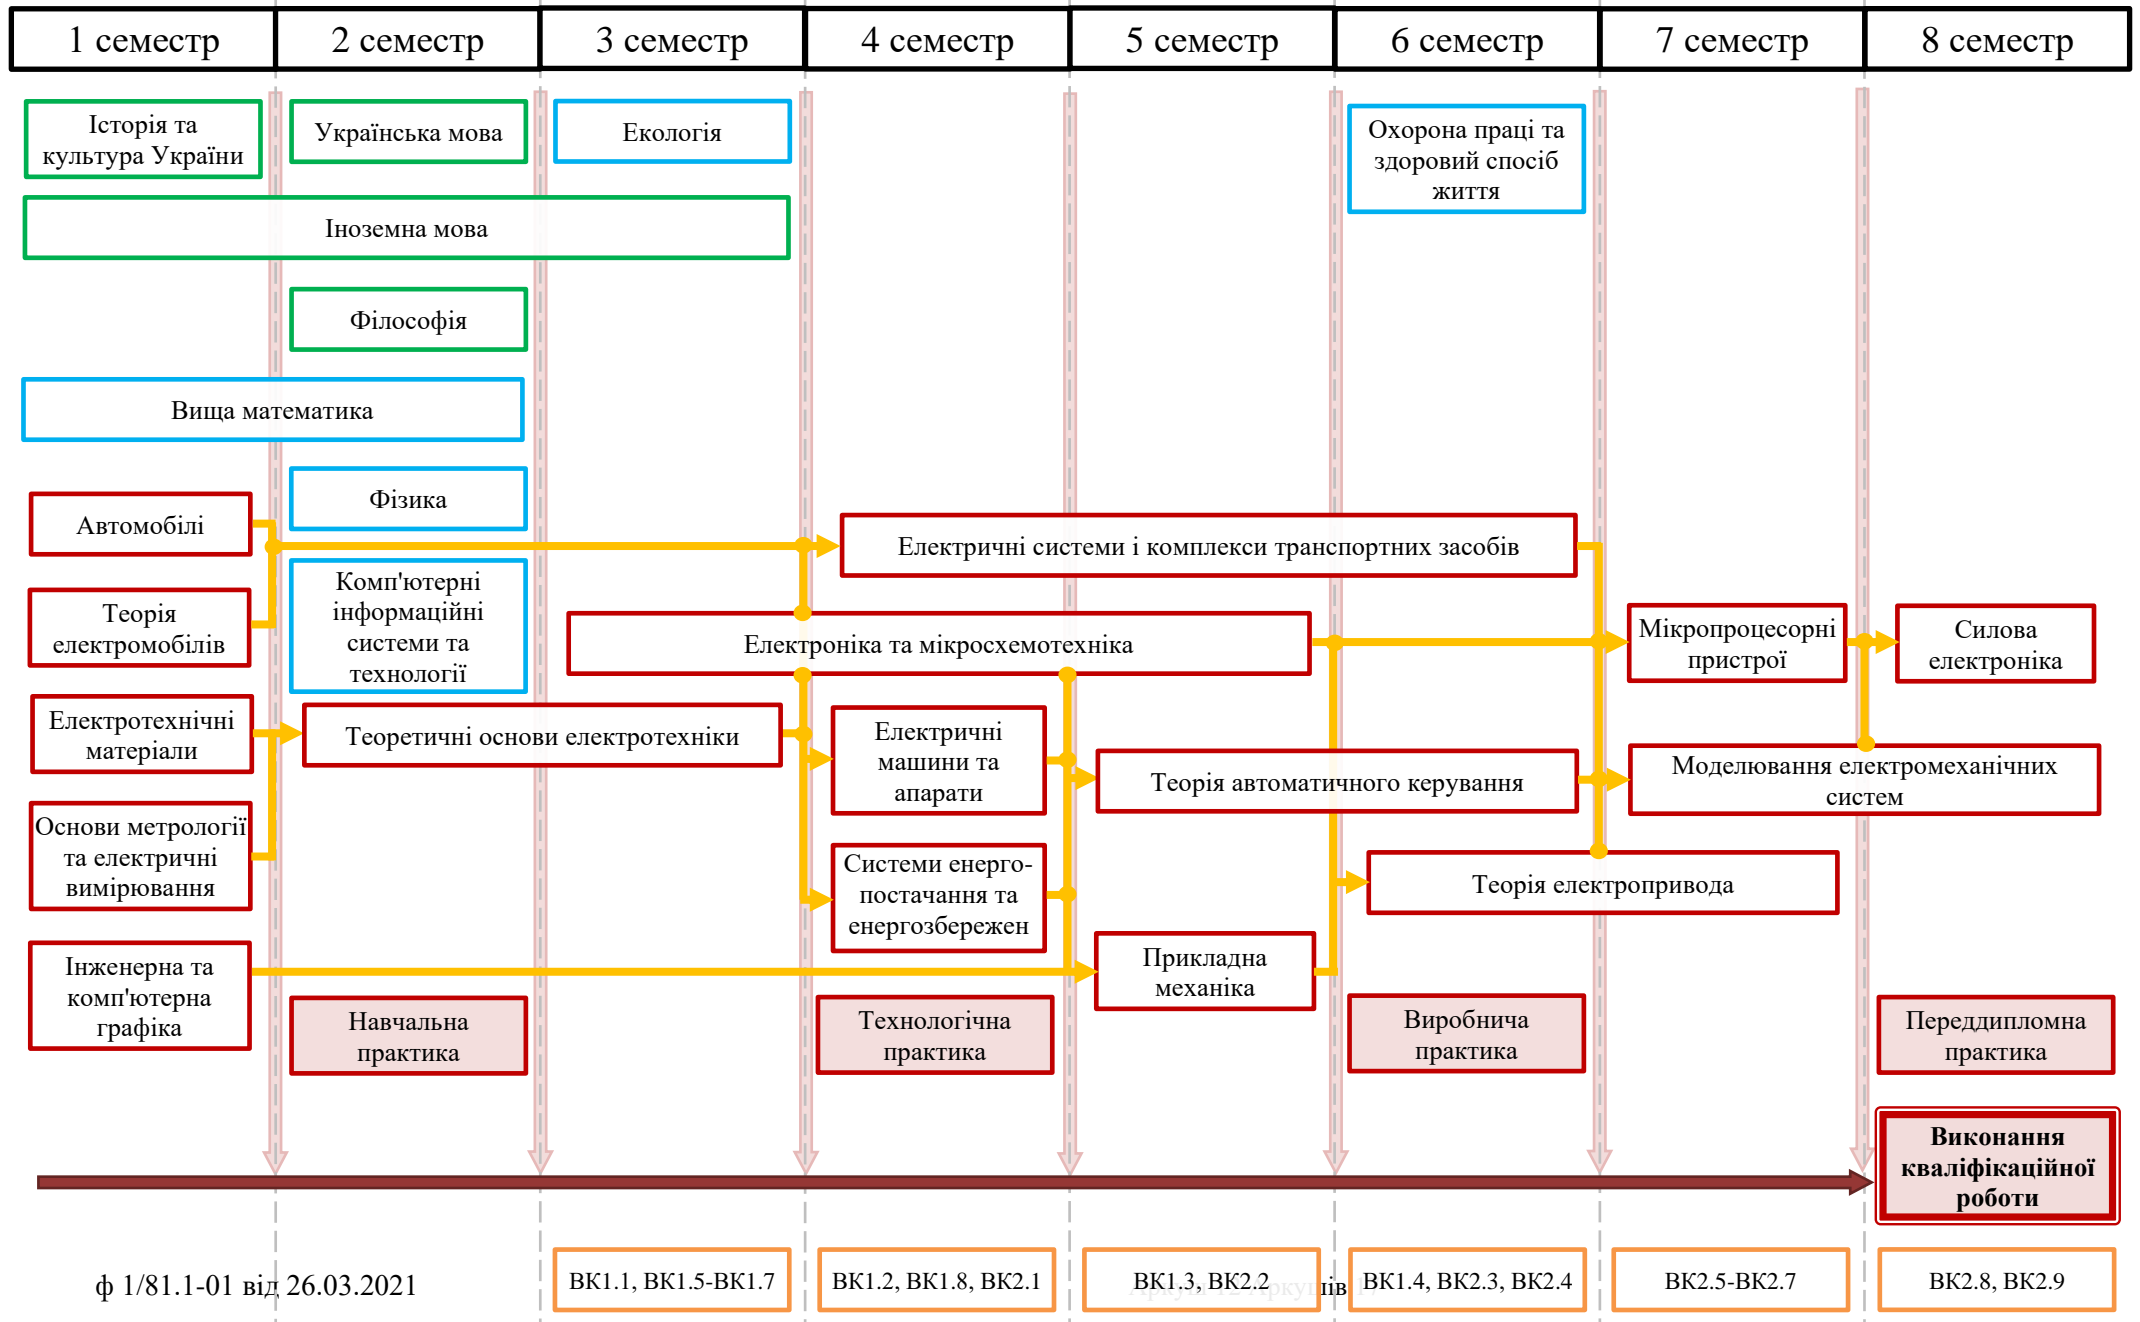 1 семестр
2 семестр
3 семестр
4 семестр
5 семестр
6 семестр
7 семестр
8 семестр
Історія та
культура України
Українська мова
Екологія
Охорона праці та
здоровий спосіб
життя
Іноземна мова
Філософія
Вища математика
Фізика
Автомобілі
Електричні системи і комплекси транспортних засобів
Комп'ютерні
інформаційні
системи та
технології
Теорія
електромобілів
Електроніка та мікросхемотехніка
Мікропроцесорні
пристрої
Силова
електроніка
Електротехнічні
матеріали
Теоретичні основи електротехніки
Електричні
машини та
апарати
Теорія автоматичного керування
Моделювання електромеханічних
систем
Основи метрології
та електричні
вимірювання
Системи енерго-
постачання та
енергозбережен
Теорія електропривода
Інженерна та
комп'ютерна
графіка
Прикладна
механіка
Навчальна
практика
Технологічна
практика
Виробнича
практика
Переддипломна
практика
Виконання
кваліфікаційної
роботи
ф 1/81.1-01 від 26.03.2021
ВК1.1, ВК1.5-ВК1.7
ВК1.2, ВК1.8, ВК2.1
ВК1.3, ВК2.2
ВК1.4, ВК2.3, ВК2.4
ВК2.5-ВК2.7
ВК2.8, ВК2.9